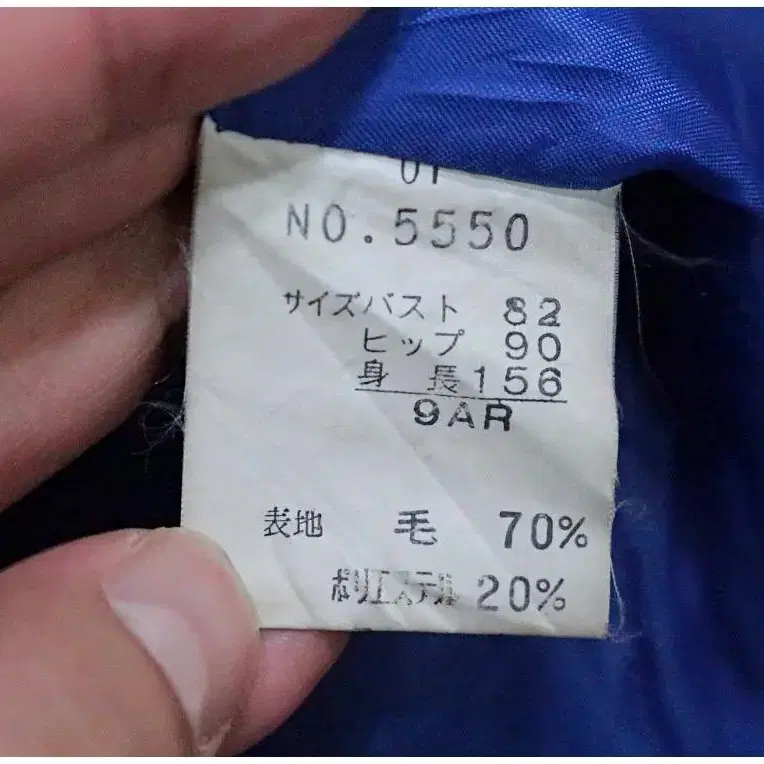 NO.5550
サイズバスト 82
ヒップ 90
身 長156
9AR
表地 毛 70%
ポリエステル 20%